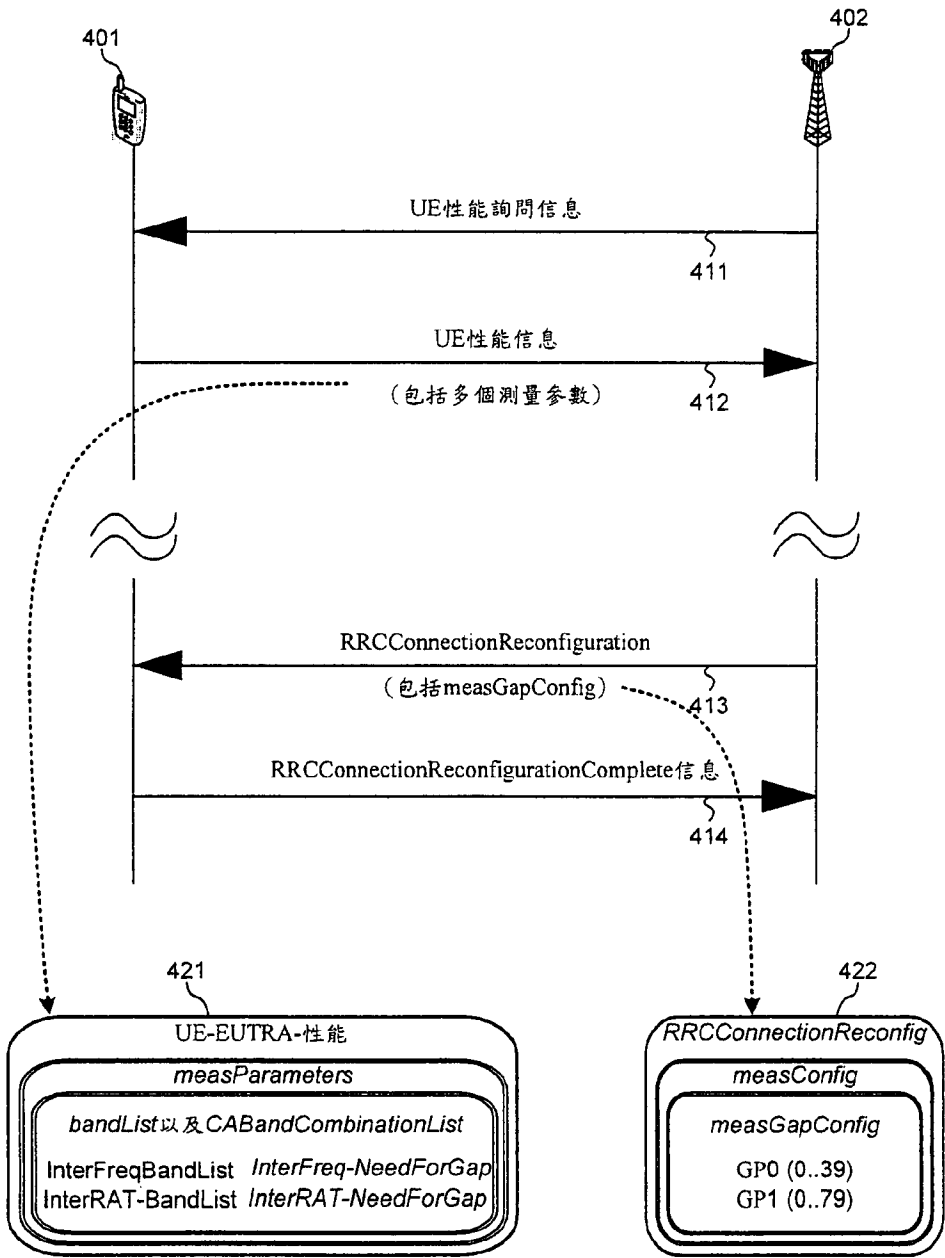 401
402
UE性能詢問信息
411
UE性能信息
(包括多個測量參數)
412
RRCConnectionReconfiguration
(包括measGapConfig)
413
RRCConnectionReconfigurationComplete信息
414
421
UE-EUTRA-性能
measParameters
bandList以及CABandCombinationList
InterFreqBandList InterFreq-NeedForGap
InterRAT-BandList InterRAT-NeedForGap
422
RRCConnectionReconfig
measConfig
measGapConfig
GP0 (0..39)
GP1 (0..79)